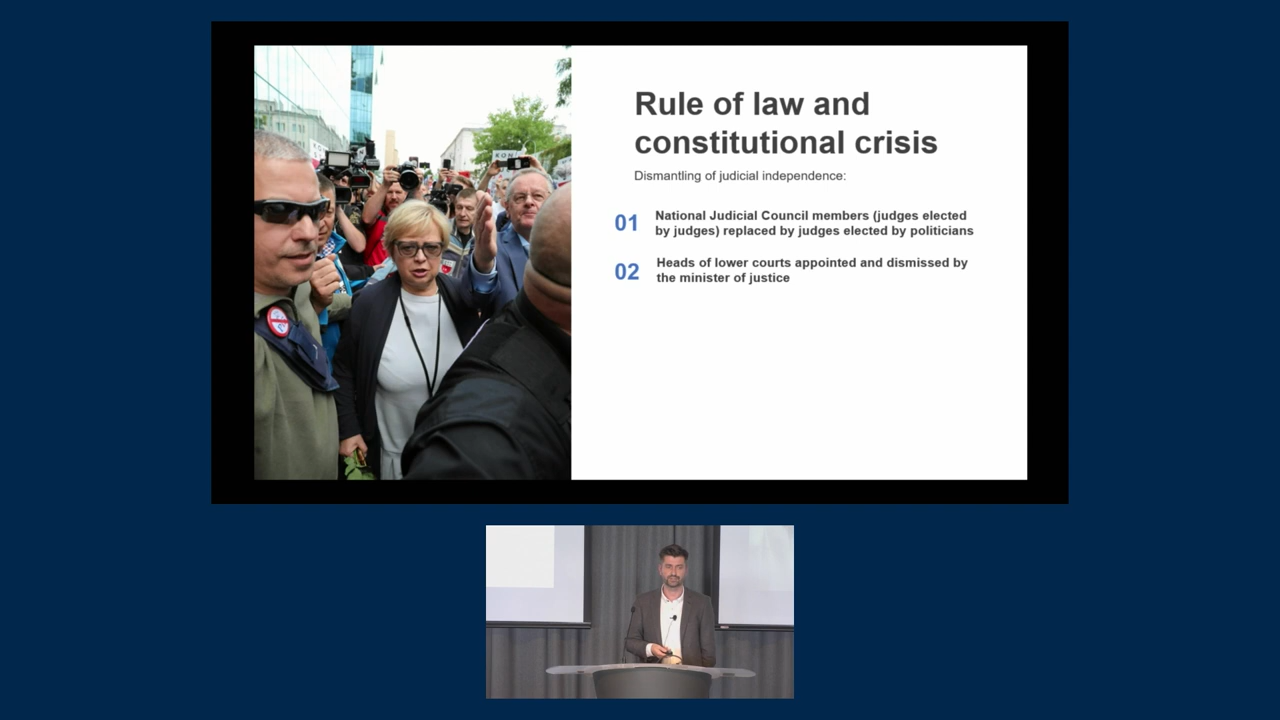 Rule of law and
constitutional crisis
Dismantling of judicial independence:
01
National Judicial Council members (judges elected
by judges) replaced by judges elected by politicians
02
Heads of lower courts appointed and dismissed by
the minister of justice